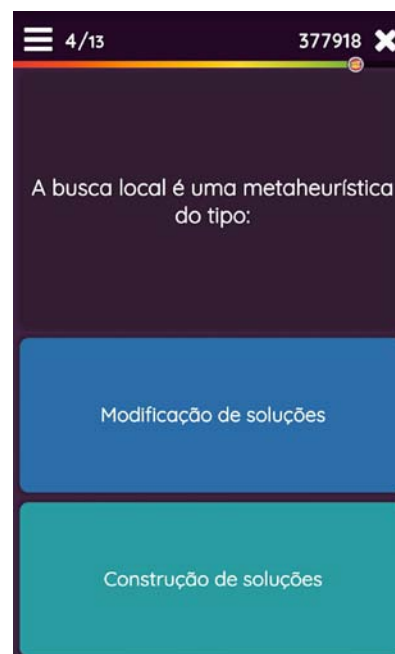 4/13
377918
A busca local é uma metaheurística
do tipo:
Modificação de soluções
Construção de soluções